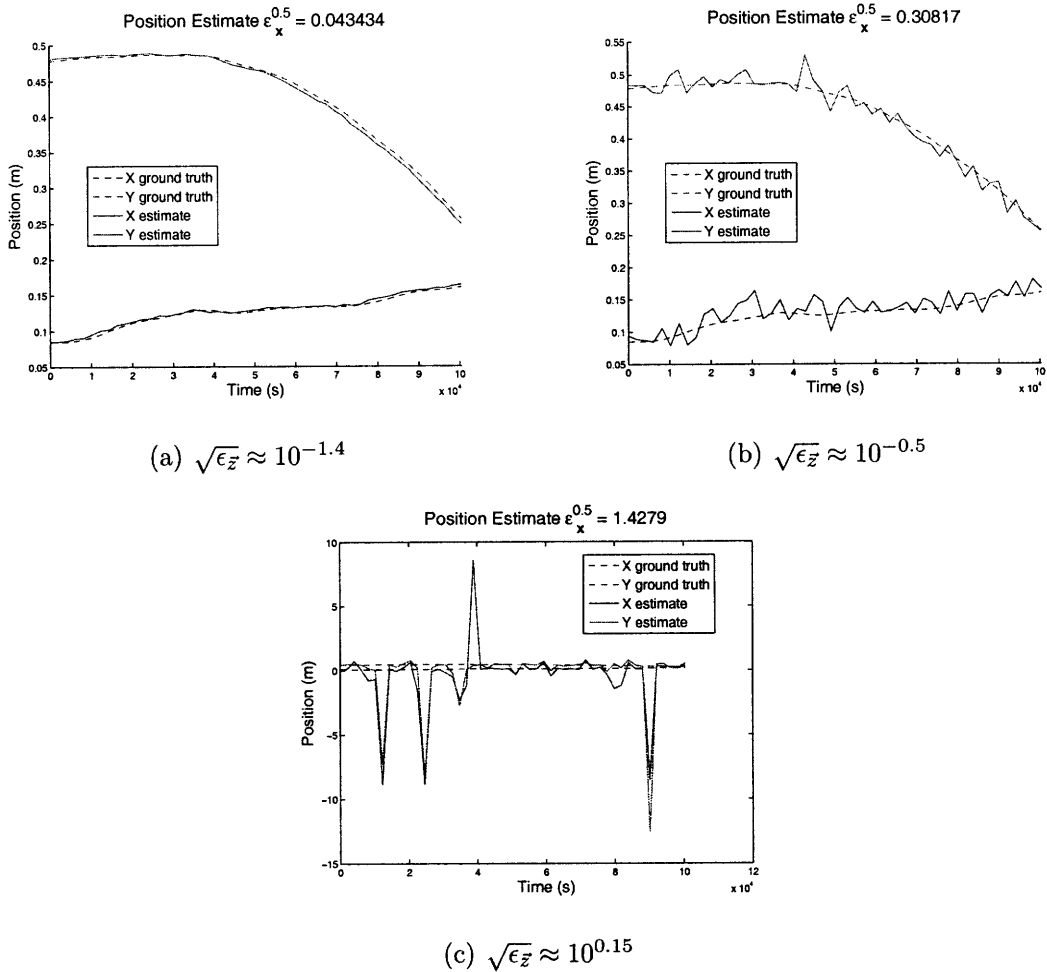 Position Estimate ε_x^0.5 = 0.043434
0.5
0.45
0.4
0.35
0.3
0.25
0.2
0.15
0.1
0.05
Position (m)
X ground truth
Y ground truth
X estimate
Y estimate
0 1 2 3 4 5 6 7 8 9 10
Time (s)
x 10^4
(a) √ϵ_z⃗ ≈ 10^−1.4
Position Estimate ε_x^0.5 = 0.30817
0.6
0.55
0.5
0.45
0.4
0.35
0.3
0.25
0.2
0.15
0.1
0.05
Position (m)
X ground truth
Y ground truth
X estimate
Y estimate
0 1 2 3 4 5 6 7 8 9 10
Time (s)
x 10^4
(b) √ϵ_z⃗ ≈ 10^−0.5
Position Estimate ε_x^0.5 = 1.4279
10
5
0
−5
−10
−15
Position (m)
X ground truth
Y ground truth
X estimate
Y estimate
0 2 4 6 8 10 12
Time (s)
x 10^4
(c) √ϵ_z⃗ ≈ 10^0.15